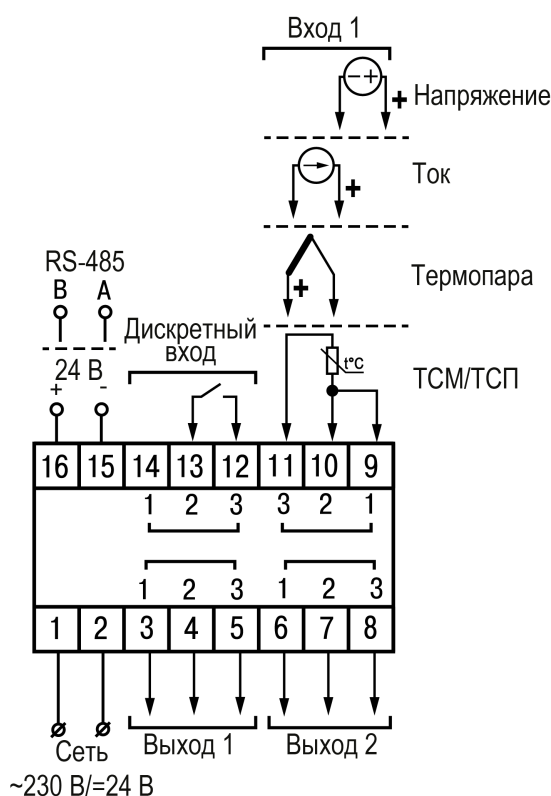 Вход 1
− +
+ Напряжение
+
Ток
+
Термопара
RS-485
B A
24 В
+ -
Дискретный
вход
t°C
ТСМ/ТСП
16 15 14 13 12 11 10 9
1 2 3 3 2 1
1 2 3 1 2 3
1 2 3 4 5 6 7 8
Сеть
Выход 1 Выход 2
~230 В/=24 В